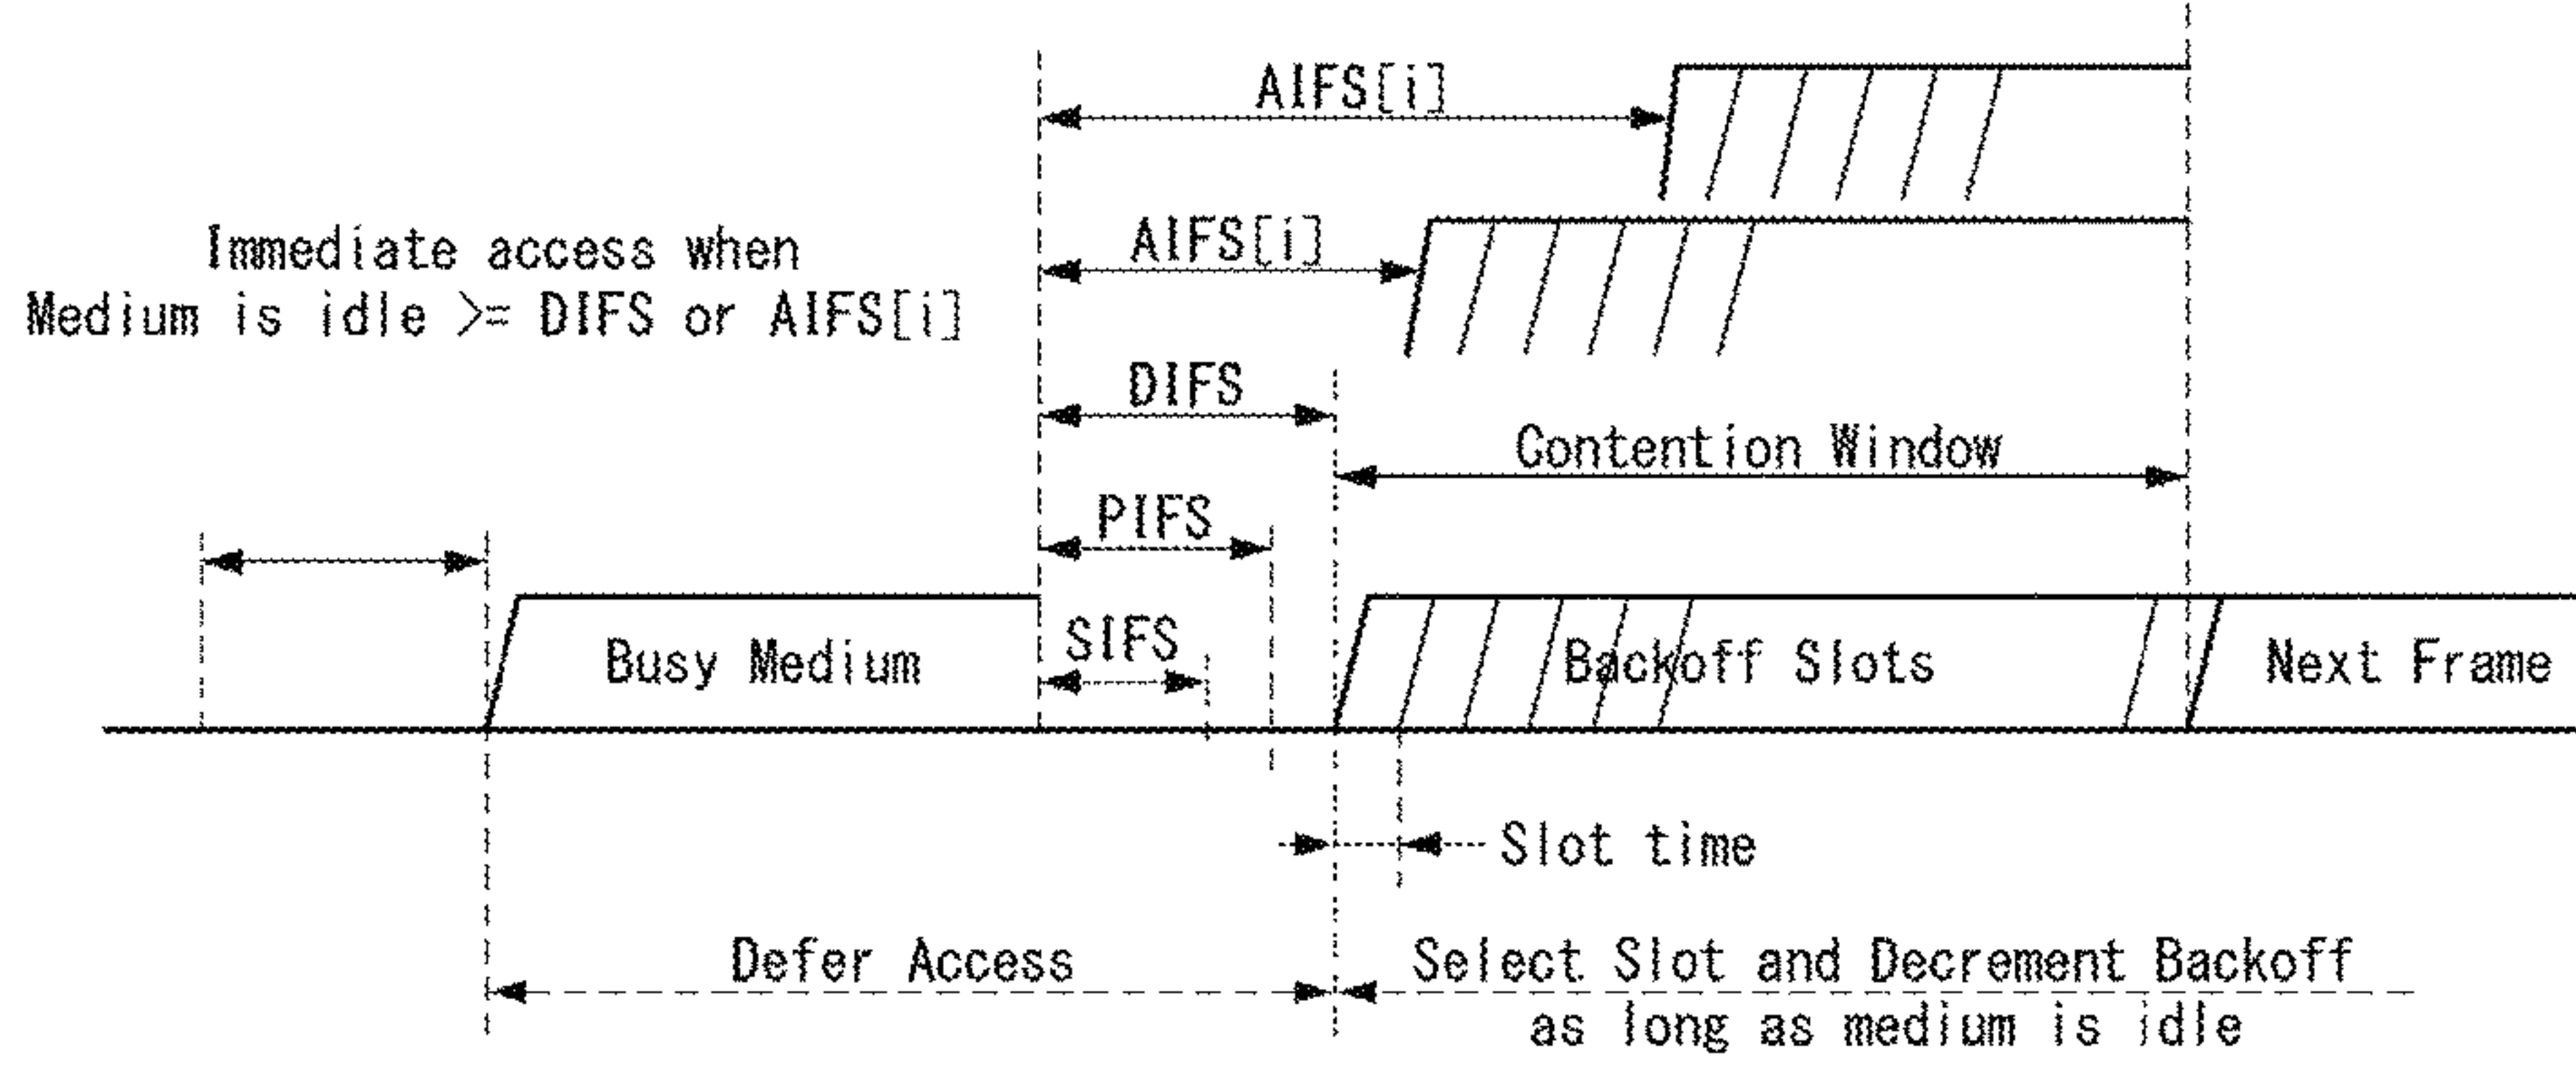 AIFS[i]
Immediate access when
Medium is idle >= DIFS or AIFS[i]
AIFS[i]
DIFS
Contention Window
PIFS
SIFS
Busy Medium
Backoff Slots
Next Frame
Slot time
Defer Access
Select Slot and Decrement Backoff
as long as medium is idle